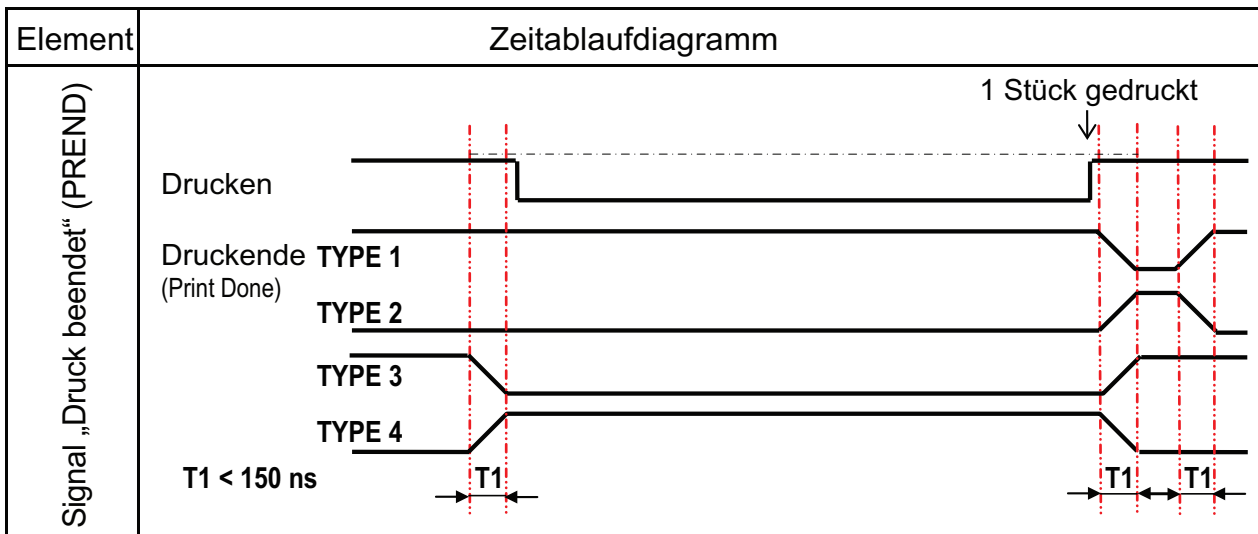 Element
Zeitablaufdiagramm
Signal „Druck beendet“ (PREND)
1 Stück gedruckt
Drucken
Druckende TYPE 1
(Print Done)
TYPE 2
TYPE 3
TYPE 4
T1 < 150 ns
T1
T1
T1